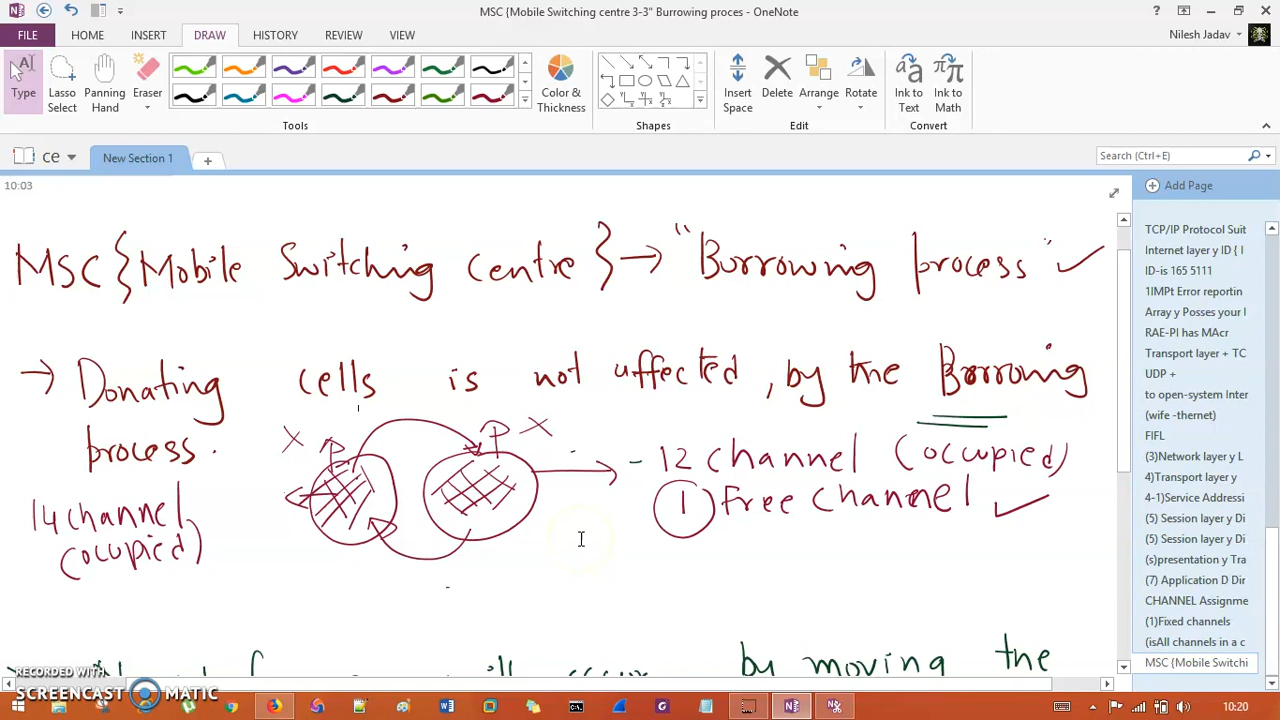 MSC {Mobile Switching centre 3-3" Burrowing proces - OneNote
FILE HOME INSERT DRAW HISTORY REVIEW VIEW
Nilesh Jadav
Type
Lasso Select
Panning Hand
Eraser
Color & Thickness
Insert Space
Delete
Arrange
Rotate
Ink to Text
Ink to Math
Tools
Shapes
Edit
Convert
ce
New Section 1
Search (Ctrl+E)
10:03
Add Page
MSC {Mobile Switching centre } → "Burrowing process" ✓
→ Donating cells is not uffected, by the Borrowing
process.
14 channel
(ocupied)
X
X
- 12 channel (occupied)
1 free channel ✓
by moving the
TCP/IP Protocol Suit
Internet layer y ID { I
ID-is 165 5111
1IMPt Error reportin
Array y Posses your I
RAE-PI has MAcr
Transport layer + TC
UDP +
to open-system Inter
(wife -thernet)
FIFL
(3)Network layer y L
4)Transport layer y
4-1)Service Addressi
(5) Session layer y Di
(5) Session layer y Di
(s)presentation y Tra
(7) Application D Dir
CHANNEL Assignme
(1)Fixed channels
(isAll channels in a c
MSC {Mobile Switchi
RECORDED WITH
SCREENCAST MATIC
10:20